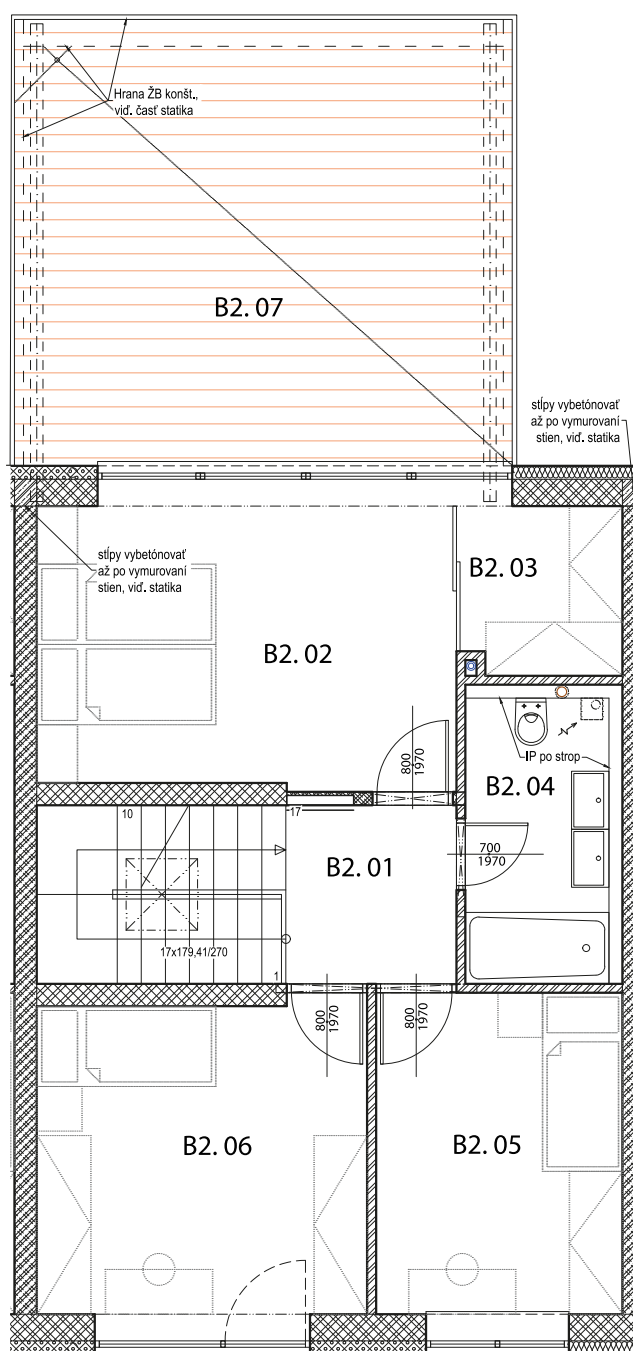 Hrana ŽB konšt.,
viď. časť statika
B2. 07
stĺpy vybetónovať
až po vymurovaní
stien, viď. statika
stĺpy vybetónovať
až po vymurovaní
stien, viď. statika
B2. 03
B2. 02
IP po strop
800
1970
B2. 04
10
17
B2. 01
700
1970
17x179,41/270
1
800
1970
800
1970
B2. 06
B2. 05